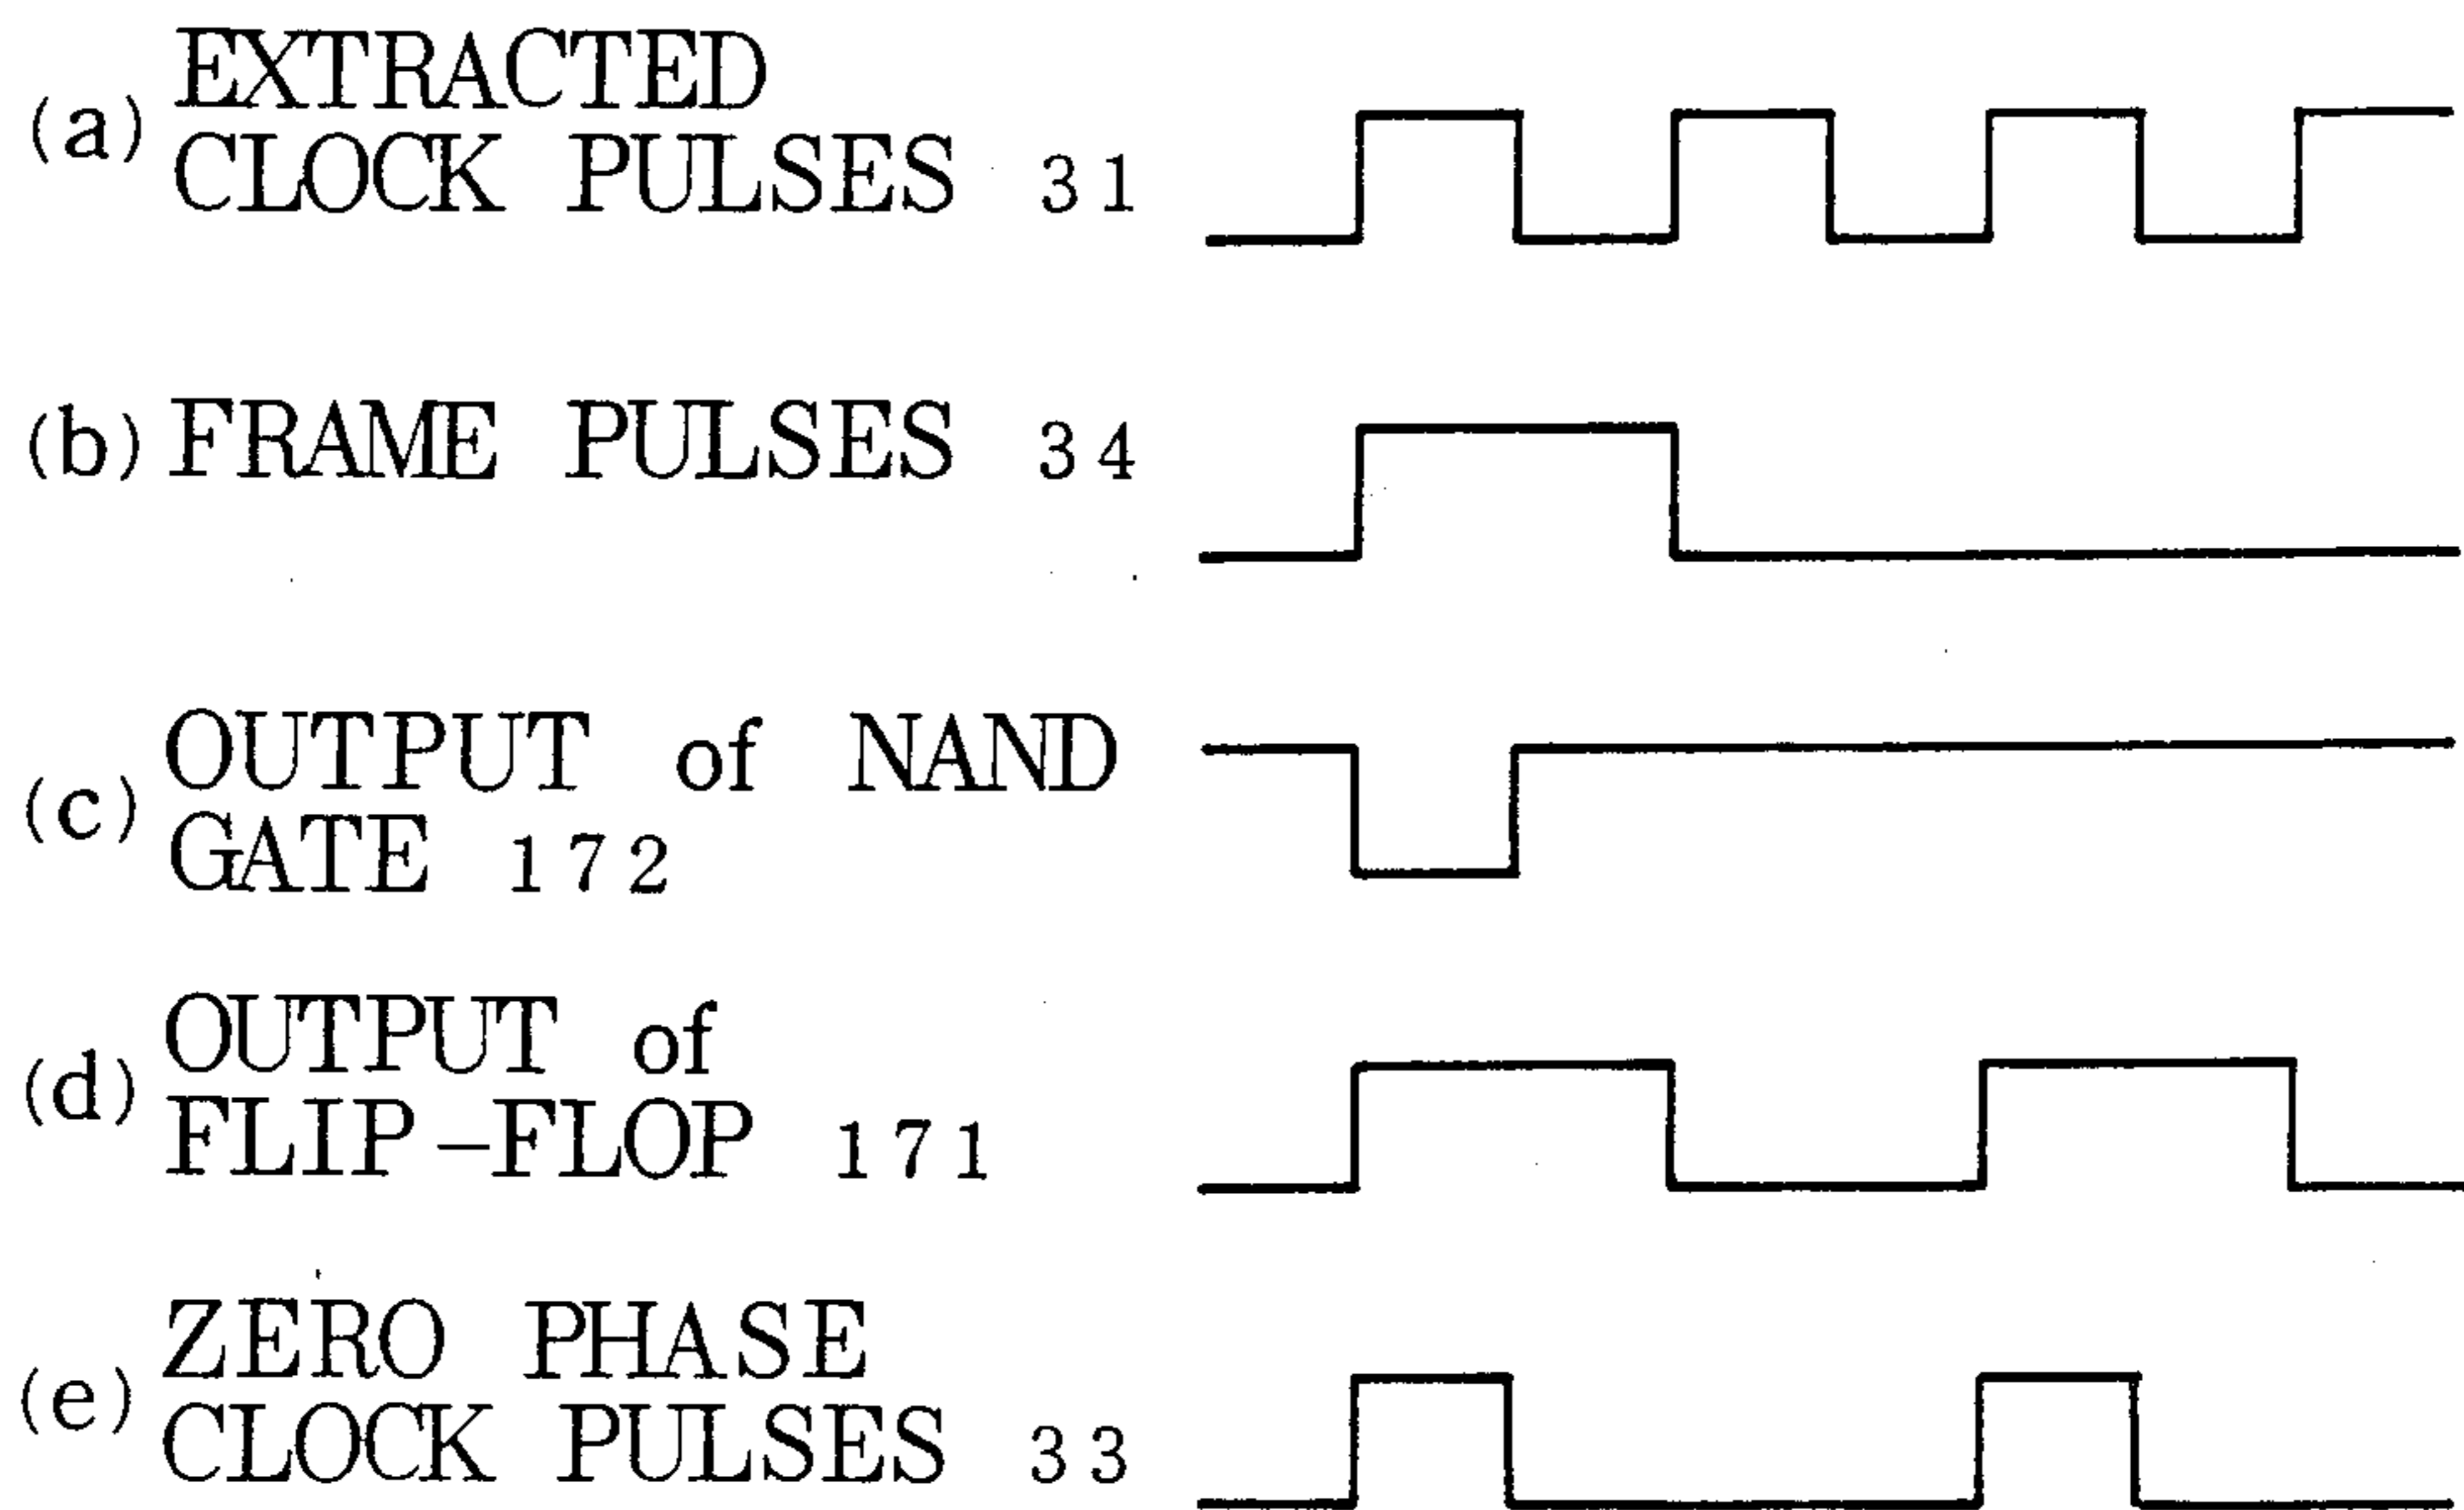 (a) EXTRACTED
CLOCK PULSES 31
(b) FRAME PULSES 34
(c) OUTPUT of NAND
GATE 172
(d) OUTPUT of
FLIP-FLOP 171
(e) ZERO PHASE
CLOCK PULSES 33